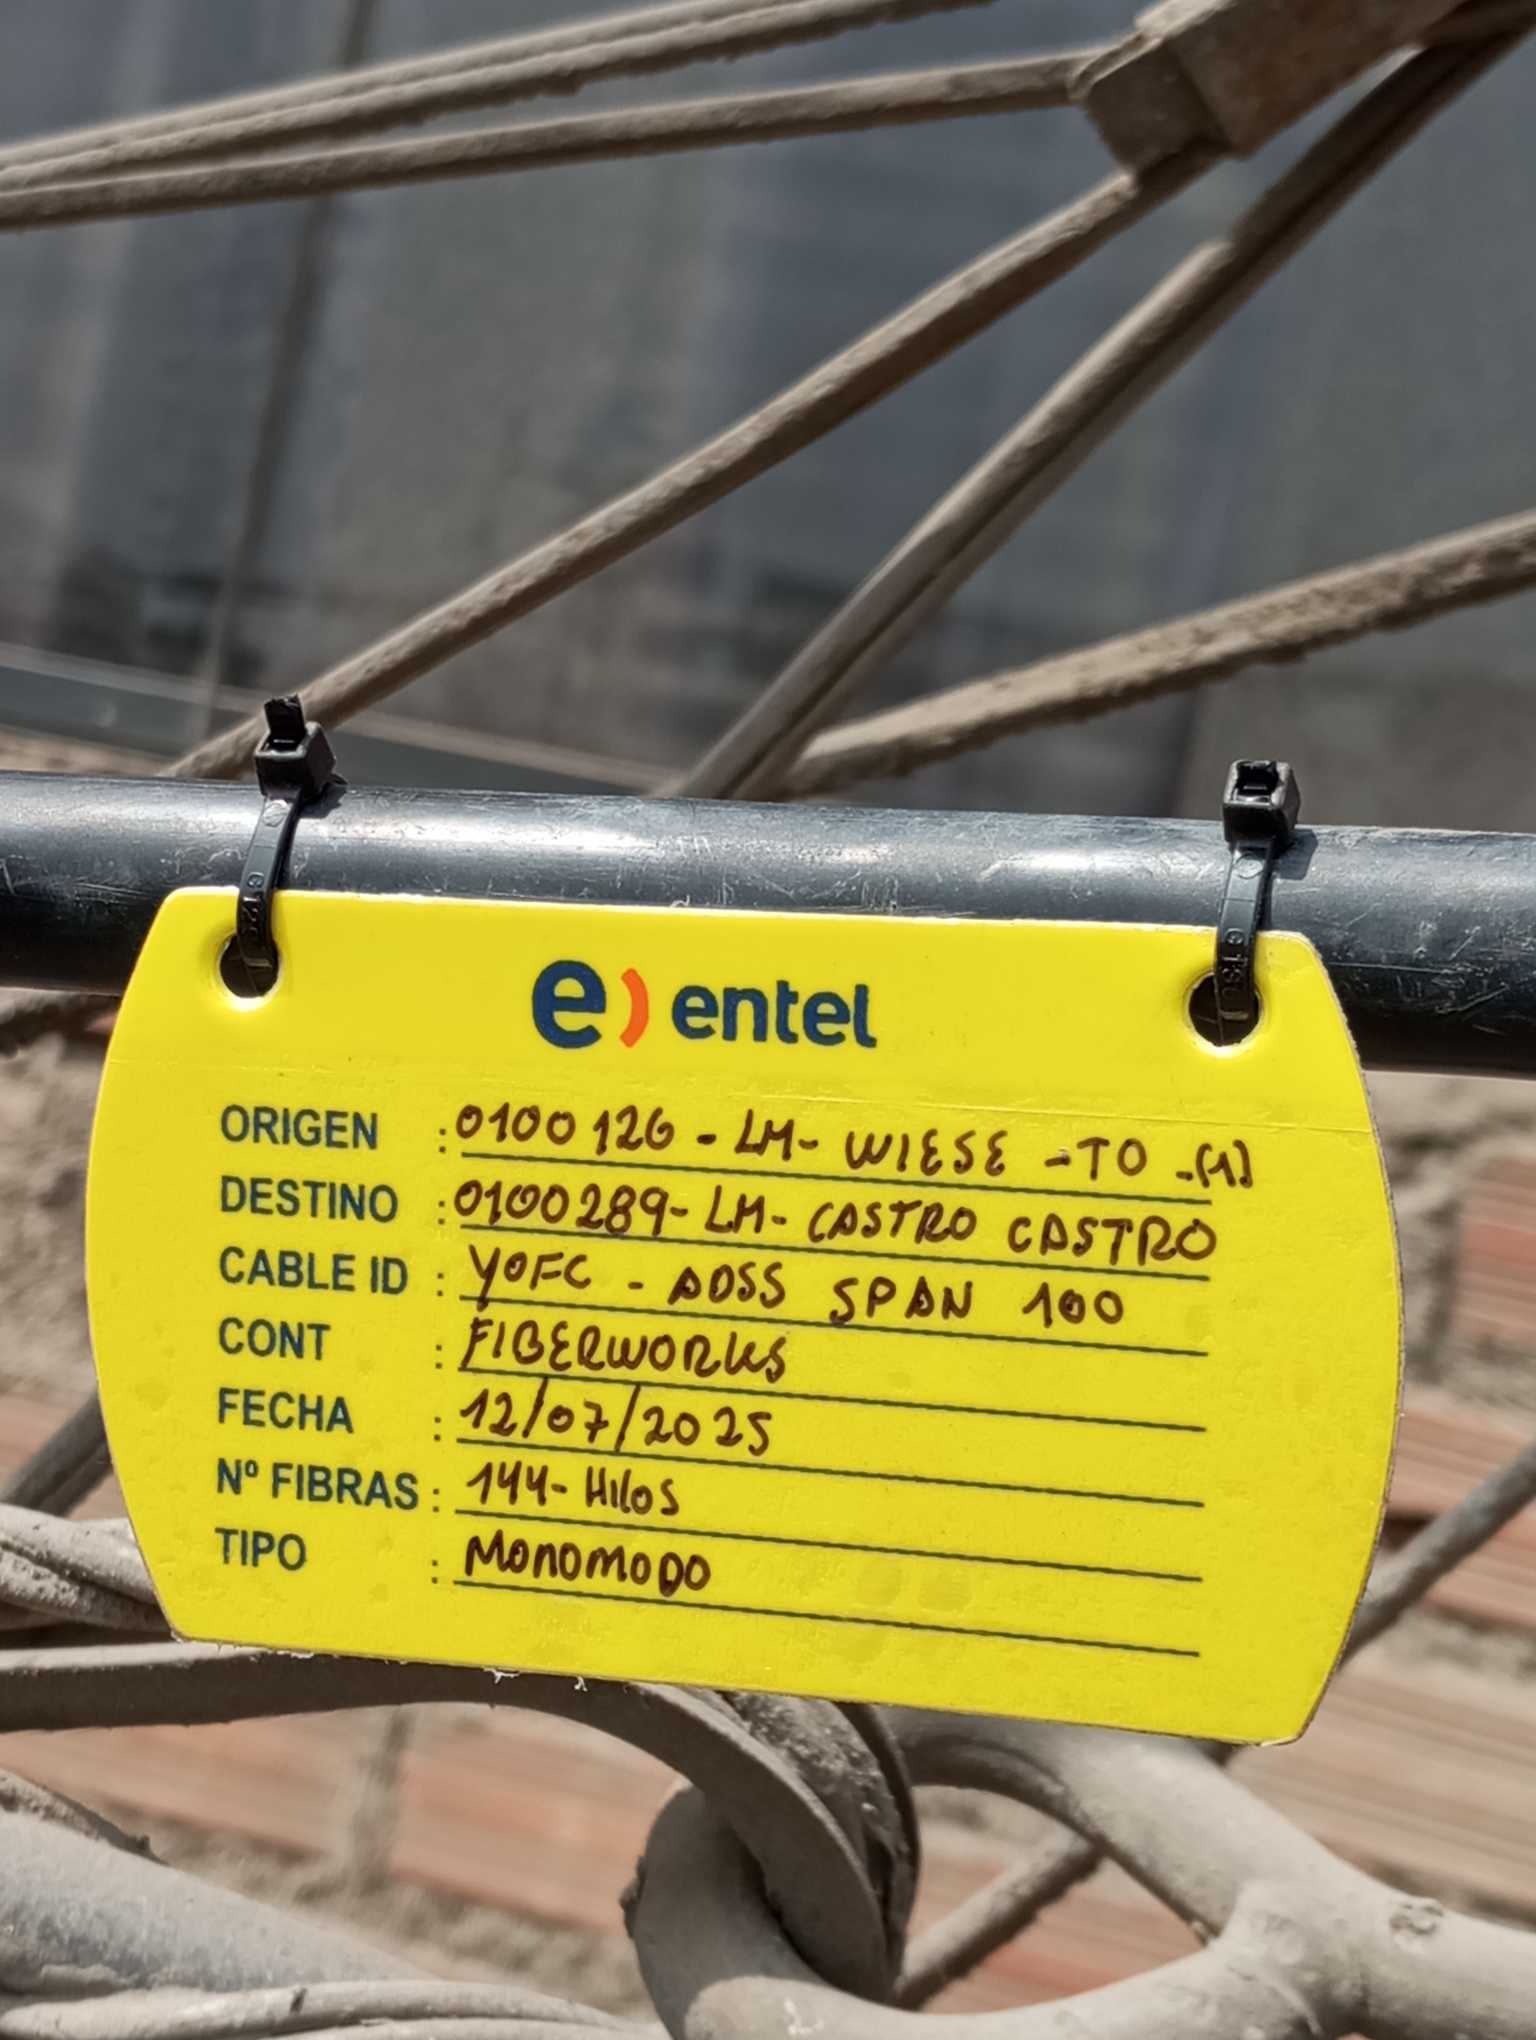 e) entel
ORIGEN : 0100126 - LM - WIESE - TO - (1)
DESTINO : 0100289 - LM - CASTRO CASTRO
CABLE ID : YOFC - ADSS SPAN 100
CONT : FIBERWORKS
FECHA : 12/07/2025
Nº FIBRAS : 144 - Hilos
TIPO : MONOMODO